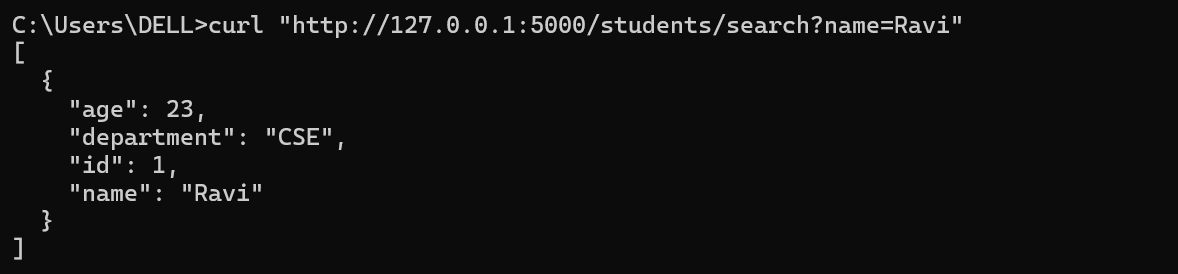 C:\Users\DELL>curl "http://127.0.0.1:5000/students/search?name=Ravi"
[
  {
    "age": 23,
    "department": "CSE",
    "id": 1,
    "name": "Ravi"
  }
]